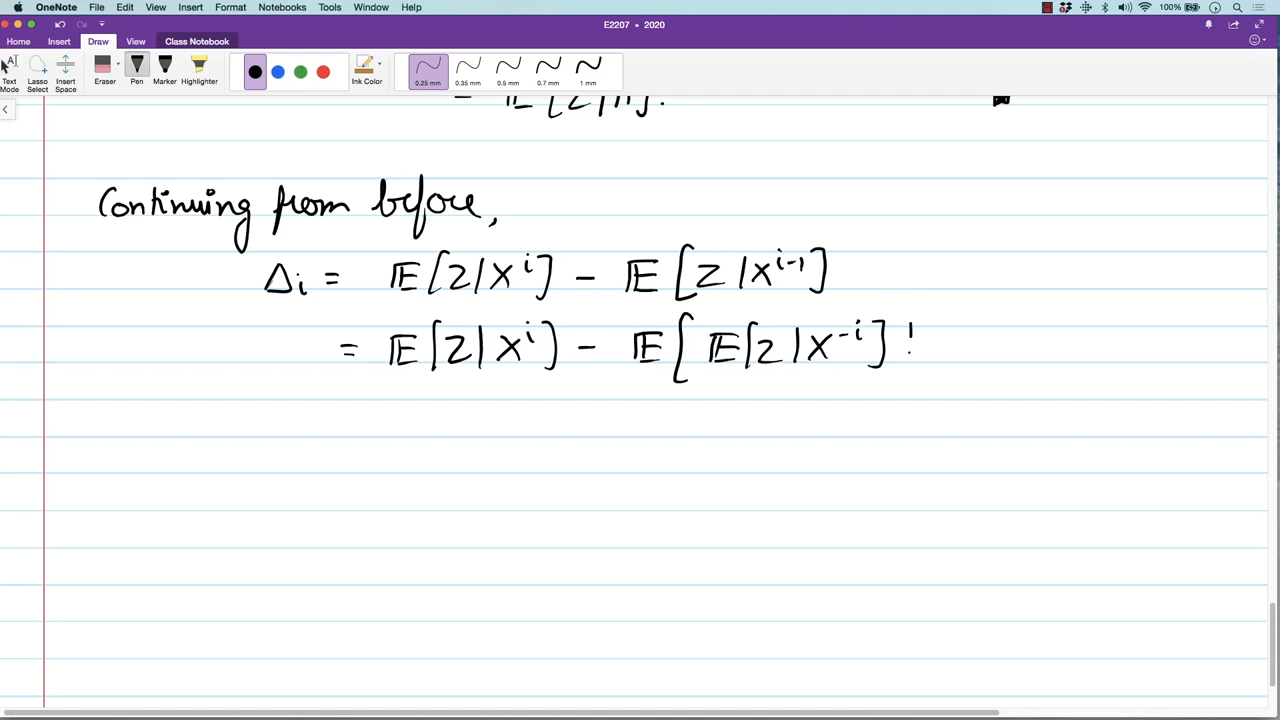 OneNote File Edit View Insert Format Notebooks Tools Window Help 100%
E2207 - 2020
Home Insert Draw View Class Notebook
Text Mode Lasso Select Insert Space Eraser Pen Marker Highlighter Ink Color 0.25 mm 0.35 mm 0.5 mm 0.7 mm 1 mm
= 𝔼[Z|Y].
Continuing from before,
Δi = 𝔼[Z|X^i] - 𝔼[Z|X^{i-1}]
= 𝔼[Z|X^i] - 𝔼[𝔼[Z|X^{-i}] |